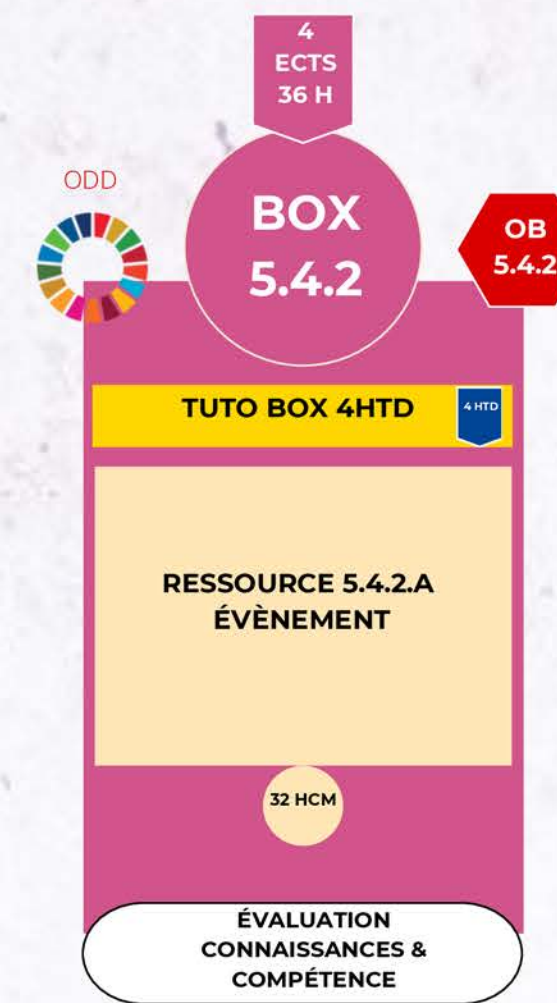 4
ECTS
36 H
ODD
BOX
5.4.2
OB
5.4.2
TUTO BOX 4HTD
4 HTD
RESSOURCE 5.4.2.A
ÉVÈNEMENT
32 HCM
ÉVALUATION
CONNAISSANCES &
COMPÉTENCE